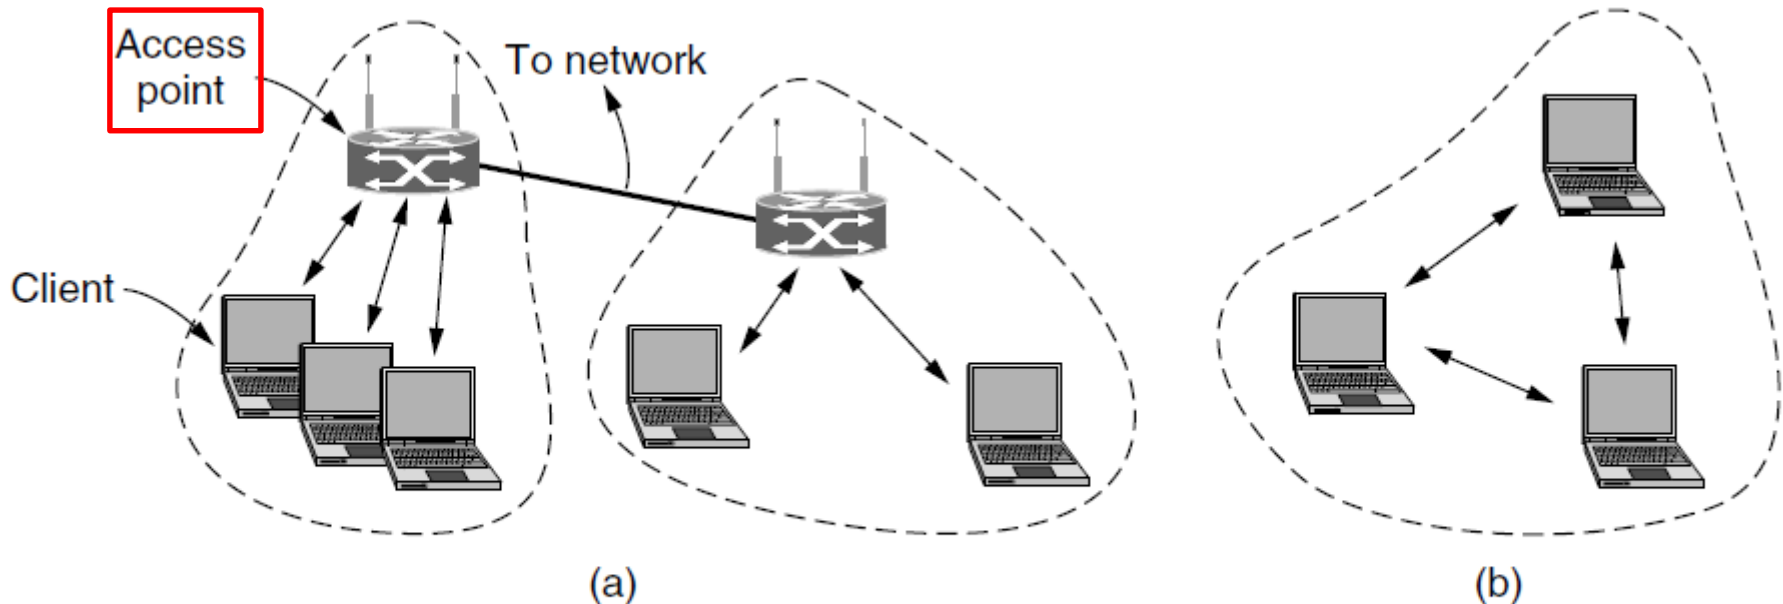 Access
point
To network
Client
(a)
(b)